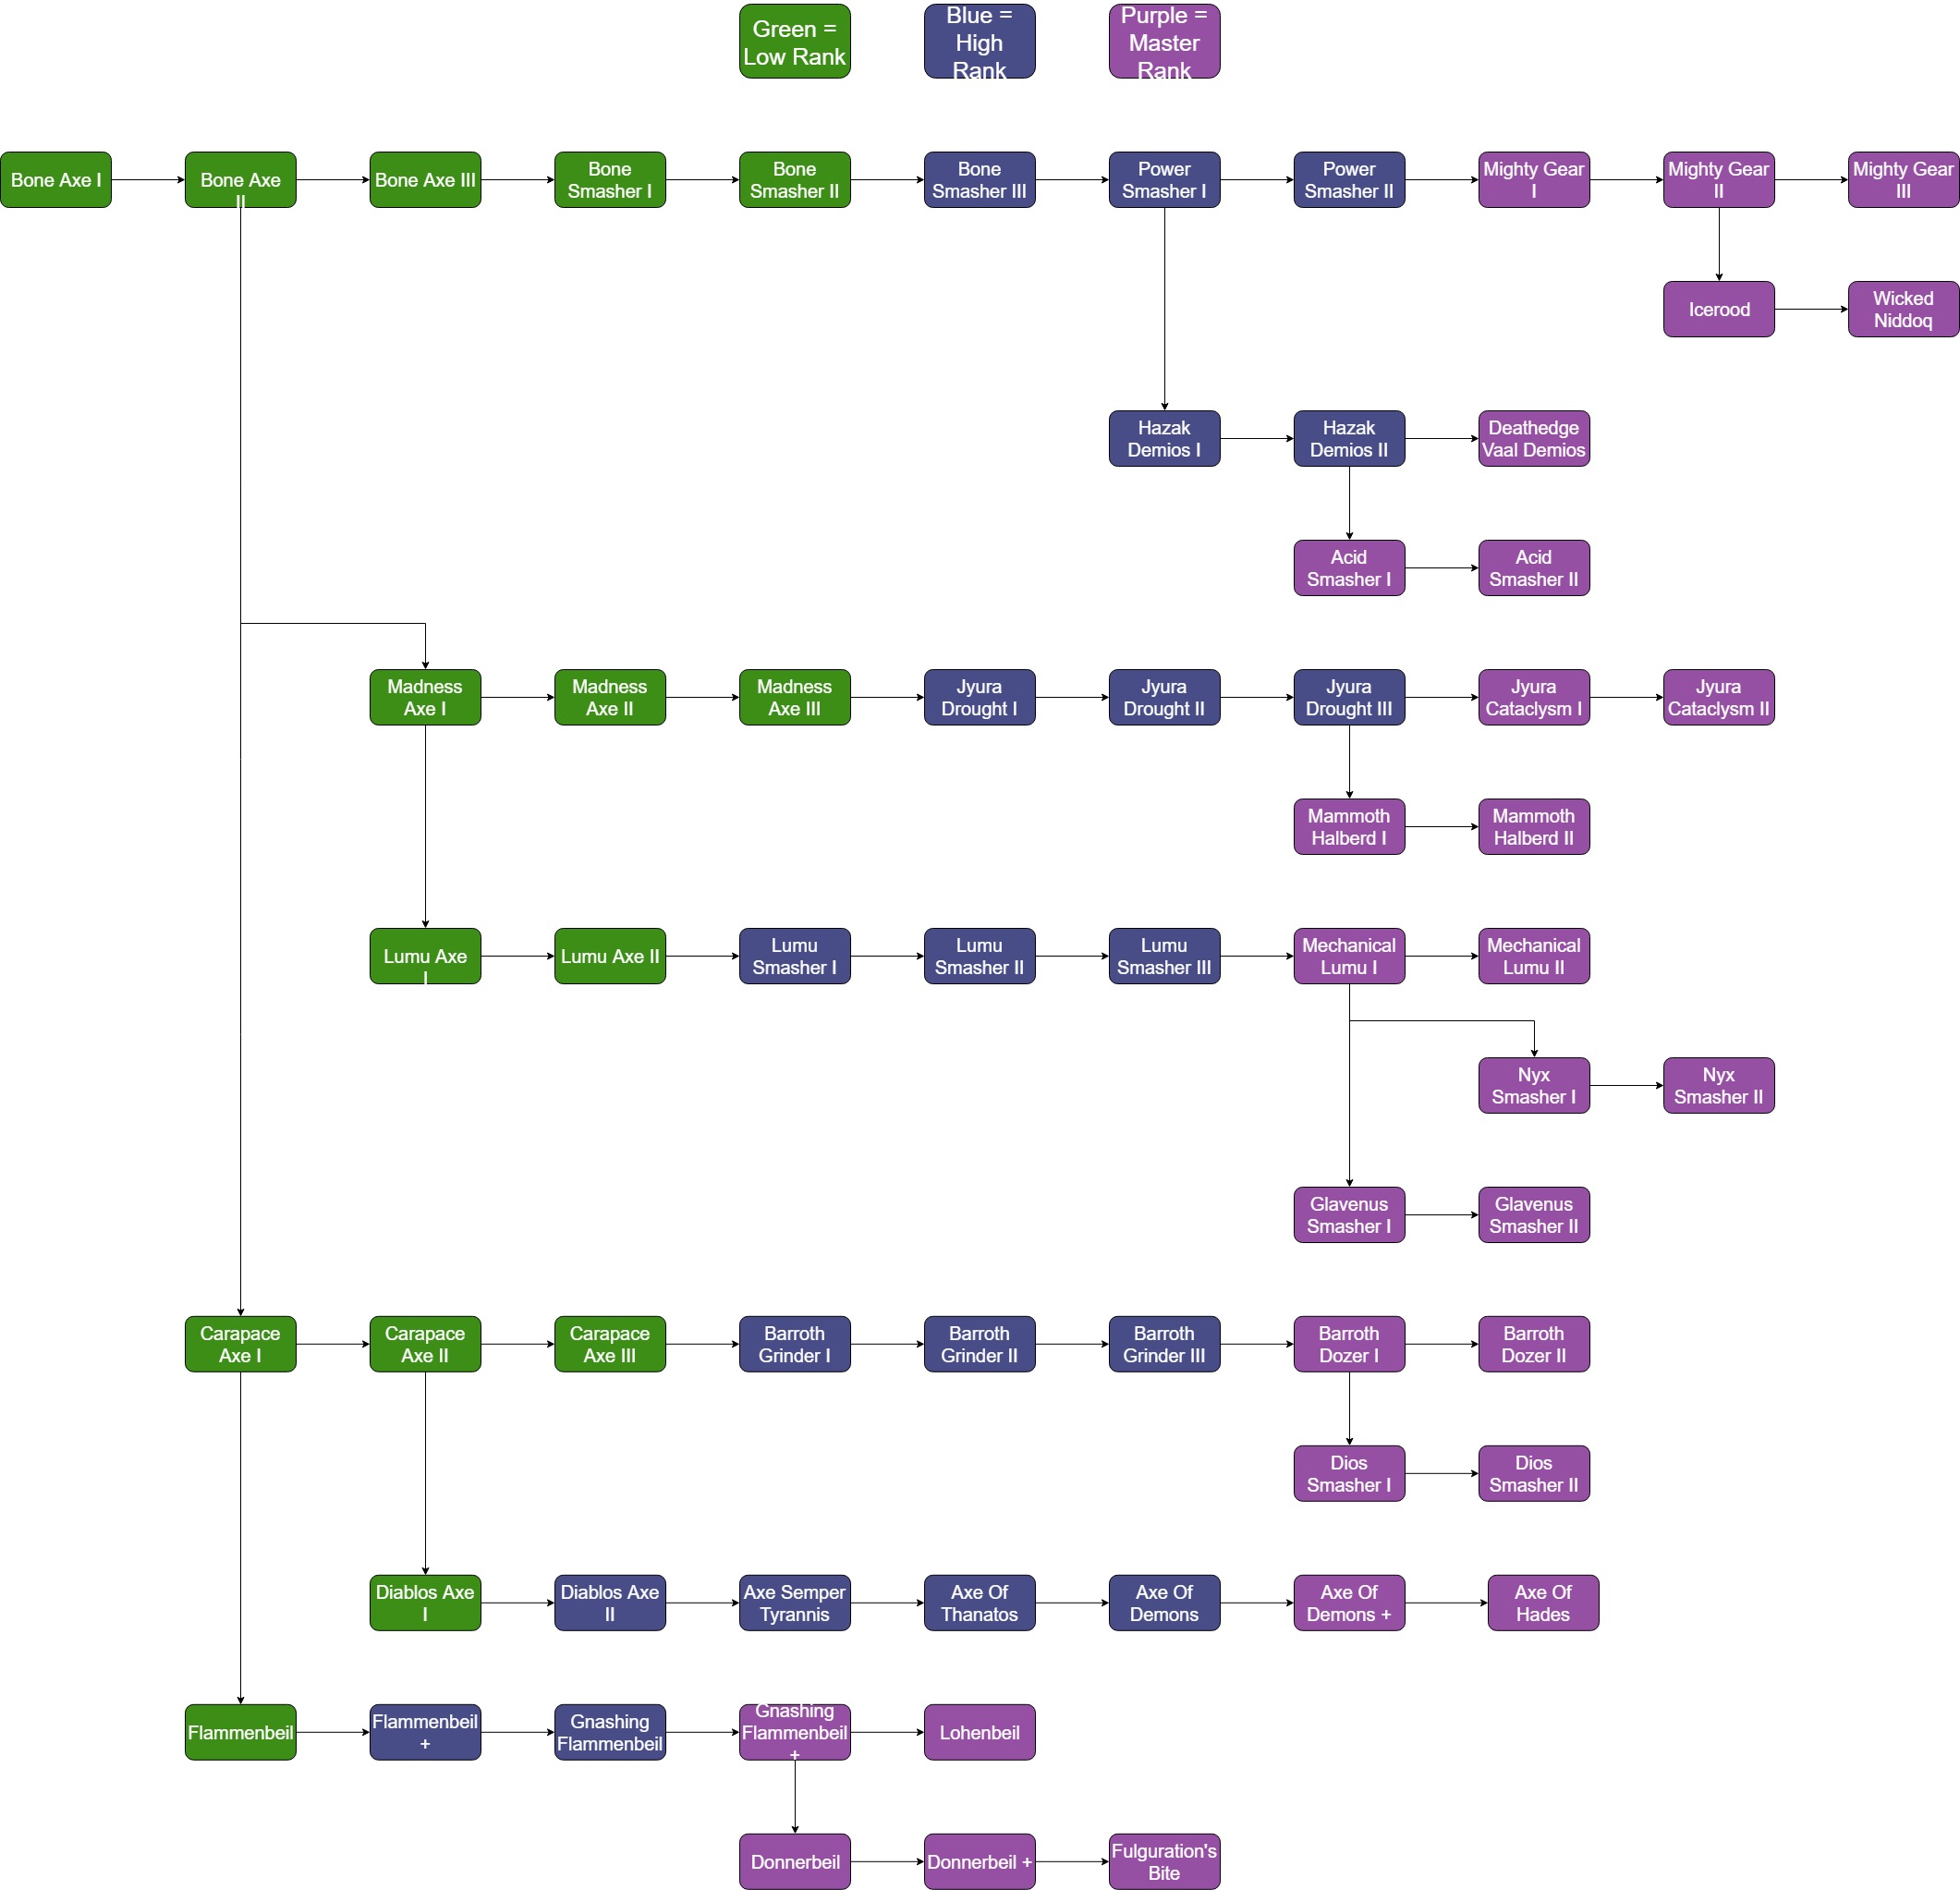 Green =
Low Rank
Blue =
High
Rank
Purple =
Master
Rank
Bone Axe I
Bone Axe
II
Bone Axe III
Bone
Smasher I
Bone
Smasher II
Bone
Smasher III
Power
Smasher I
Power
Smasher II
Mighty Gear
I
Mighty Gear
II
Mighty Gear
III
Icerood
Wicked
Niddoq
Hazak
Demios I
Hazak
Demios II
Deathedge
Vaal Demios
Acid
Smasher I
Acid
Smasher II
Madness
Axe I
Madness
Axe II
Madness
Axe III
Jyura
Drought I
Jyura
Drought II
Jyura
Drought III
Jyura
Cataclysm I
Jyura
Cataclysm II
Mammoth
Halberd I
Mammoth
Halberd II
Lumu Axe
I
Lumu Axe II
Lumu
Smasher I
Lumu
Smasher II
Lumu
Smasher III
Mechanical
Lumu I
Mechanical
Lumu II
Nyx
Smasher I
Nyx
Smasher II
Glavenus
Smasher I
Glavenus
Smasher II
Carapace
Axe I
Carapace
Axe II
Carapace
Axe III
Barroth
Grinder I
Barroth
Grinder II
Barroth
Grinder III
Barroth
Dozer I
Barroth
Dozer II
Dios
Smasher I
Dios
Smasher II
Diablos Axe
I
Diablos Axe
II
Axe Semper
Tyrannis
Axe Of
Thanatos
Axe Of
Demons
Axe Of
Demons +
Axe Of
Hades
Flammenbeil
Flammenbeil
+
Gnashing
Flammenbeil
Gnashing
Flammenbeil
+
Lohenbeil
Donnerbeil
Donnerbeil +
Fulguration's
Bite